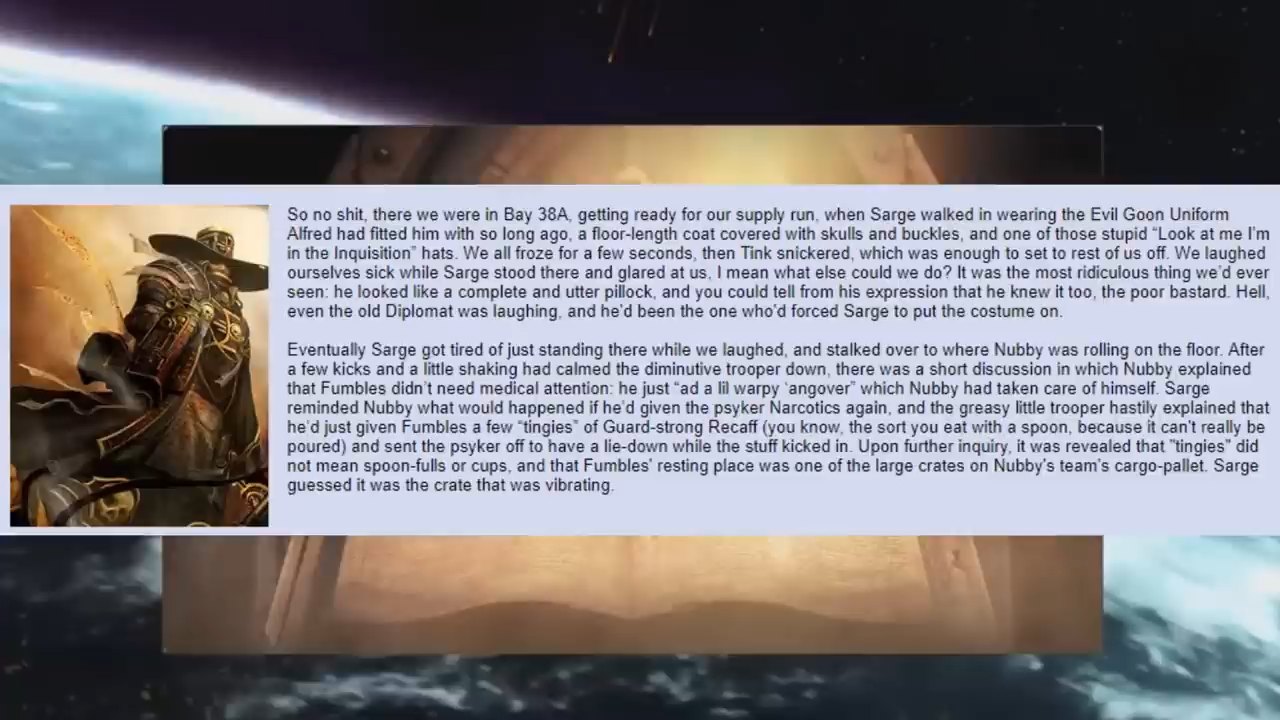 So no shit, there we were in Bay 38A, getting ready for our supply run, when Sarge walked in wearing the Evil Goon Uniform
Alfred had fitted him with so long ago, a floor-length coat covered with skulls and buckles, and one of those stupid “Look at me I’m
in the Inquisition” hats. We all froze for a few seconds, then Tink snickered, which was enough to set to rest of us off. We laughed
ourselves sick while Sarge stood there and glared at us, I mean what else could we do? It was the most ridiculous thing we’d ever
seen: he looked like a complete and utter pillock, and you could tell from his expression that he knew it too, the poor bastard. Hell,
even the old Diplomat was laughing, and he’d been the one who’d forced Sarge to put the costume on.
Eventually Sarge got tired of just standing there while we laughed, and stalked over to where Nubby was rolling on the floor. After
a few kicks and a little shaking had calmed the diminutive trooper down, there was a short discussion in which Nubby explained
that Fumbles didn’t need medical attention: he just “ad a lil warpy ‘angover” which Nubby had taken care of himself. Sarge
reminded Nubby what would happened if he’d given the psyker Narcotics again, and the greasy little trooper hastily explained that
he’d just given Fumbles a few “tingies” of Guard-strong Recaff (you know, the sort you eat with a spoon, because it can’t really be
poured) and sent the psyker off to have a lie-down while the stuff kicked in. Upon further inquiry, it was revealed that "tingies" did
not mean spoon-fulls or cups, and that Fumbles’ resting place was one of the large crates on Nubby’s team’s cargo-pallet. Sarge
guessed it was the crate that was vibrating.